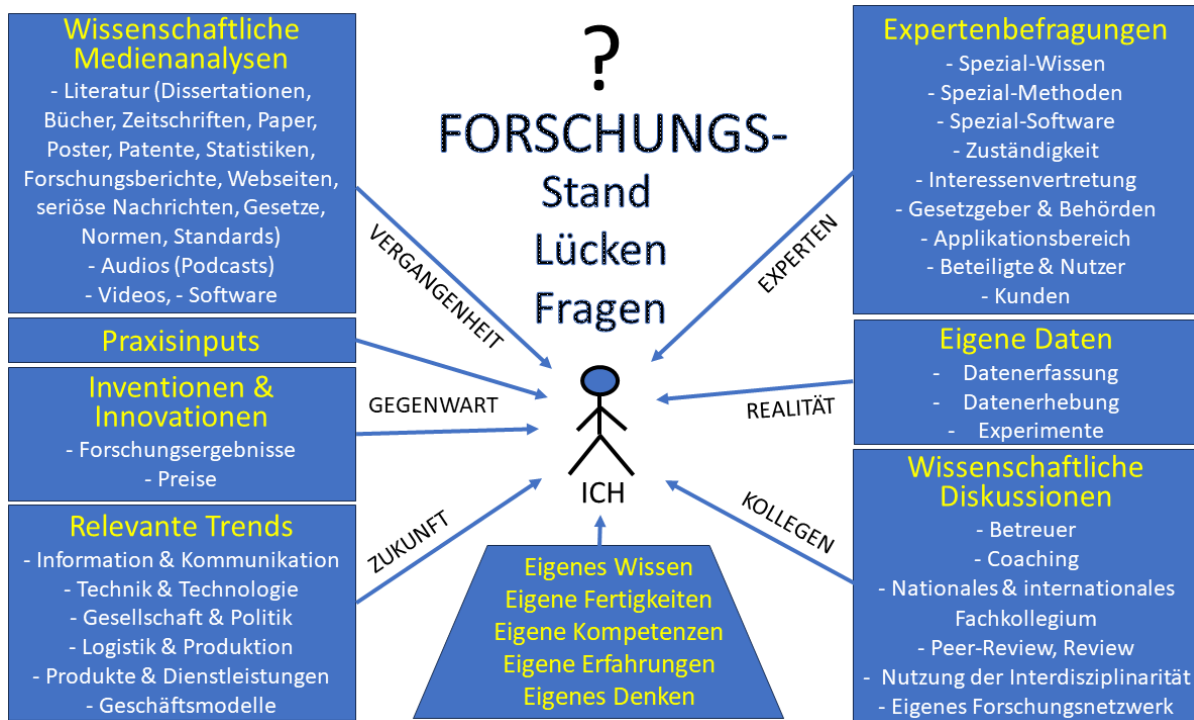 Wissenschaftliche
Medienanalysen
- Literatur (Dissertationen,
Bücher, Zeitschriften, Paper,
Poster, Patente, Statistiken,
Forschungsberichte, Webseiten,
seriöse Nachrichten, Gesetze,
Normen, Standards)
- Audios (Podcasts)
- Videos, - Software
Praxisinputs
Inventionen &
Innovationen
- Forschungsergebnisse
- Preise
Relevante Trends
- Information & Kommunikation
- Technik & Technologie
- Gesellschaft & Politik
- Logistik & Produktion
- Produkte & Dienstleistungen
- Geschäftsmodelle
?
FORSCHUNGS-
Stand
Lücken
Fragen
VERGANGENHEIT
GEGENWART
ZUKUNFT
EXPERTEN
REALITÄT
KOLLEGEN
ICH
Eigenes Wissen
Eigene Fertigkeiten
Eigene Kompetenzen
Eigene Erfahrungen
Eigenes Denken
Expertenbefragungen
- Spezial-Wissen
- Spezial-Methoden
- Spezial-Software
- Zuständigkeit
- Interessenvertretung
- Gesetzgeber & Behörden
- Applikationsbereich
- Beteiligte & Nutzer
- Kunden
Eigene Daten
- Datenerfassung
- Datenerhebung
- Experimente
Wissenschaftliche
Diskussionen
- Betreuer
- Coaching
- Nationales & internationales
Fachkollegium
- Peer-Review, Review
- Nutzung der Interdisziplinarität
- Eigenes Forschungsnetzwerk